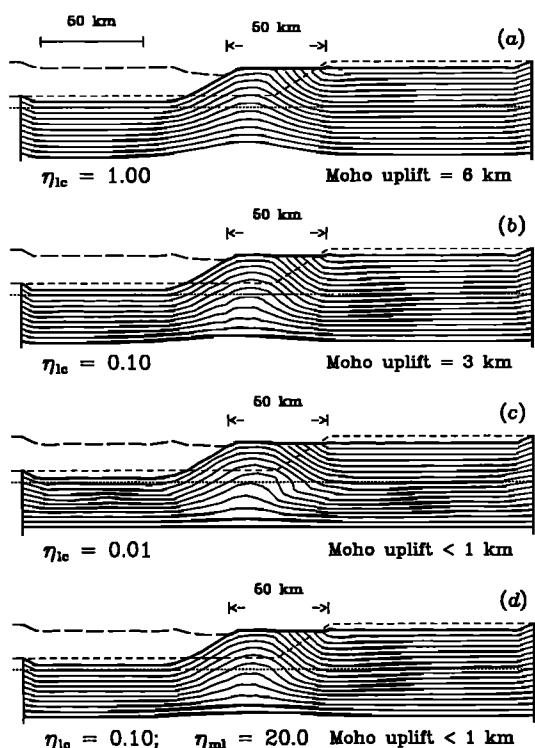 50 km
50 km
(a)
η_lc = 1.00 Moho uplift = 6 km
50 km
(b)
η_lc = 0.10 Moho uplift = 3 km
50 km
(c)
η_lc = 0.01 Moho uplift < 1 km
50 km
(d)
η_lc = 0.10; η_ml = 20.0 Moho uplift < 1 km